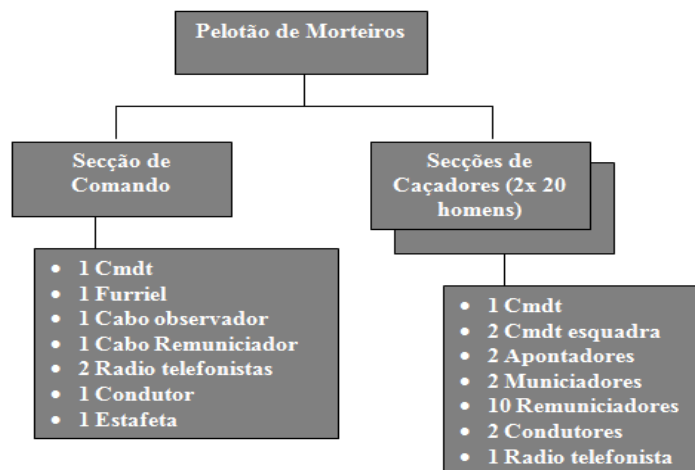 Pelotão de Morteiros
Secção de
Comando
Secções de
Caçadores (2x 20
homens)
• 1 Cmdt
• 1 Furriel
• 1 Cabo observador
• 1 Cabo Remuniciador
• 2 Radio telefonistas
• 1 Condutor
• 1 Estafeta
• 1 Cmdt
• 2 Cmdt esquadra
• 2 Apontadores
• 2 Municiadores
• 10 Remuniciadores
• 2 Condutores
• 1 Radio telefonista